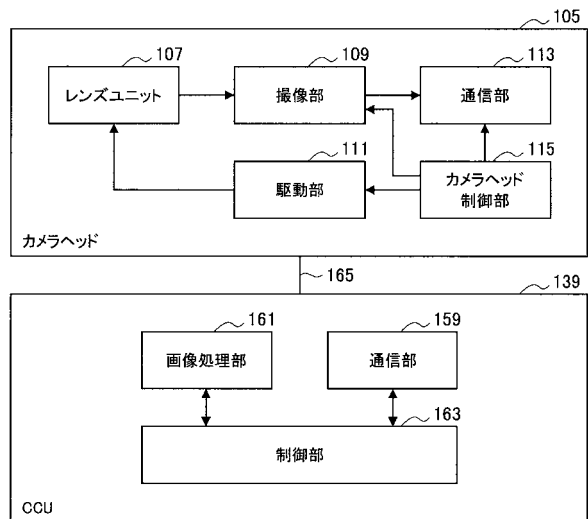 105
107
109
113
レンズユニット
撮像部
通信部
111
115
駆動部
カメラヘッド
制御部
カメラヘッド
165
139
161
159
画像処理部
通信部
163
制御部
CCU